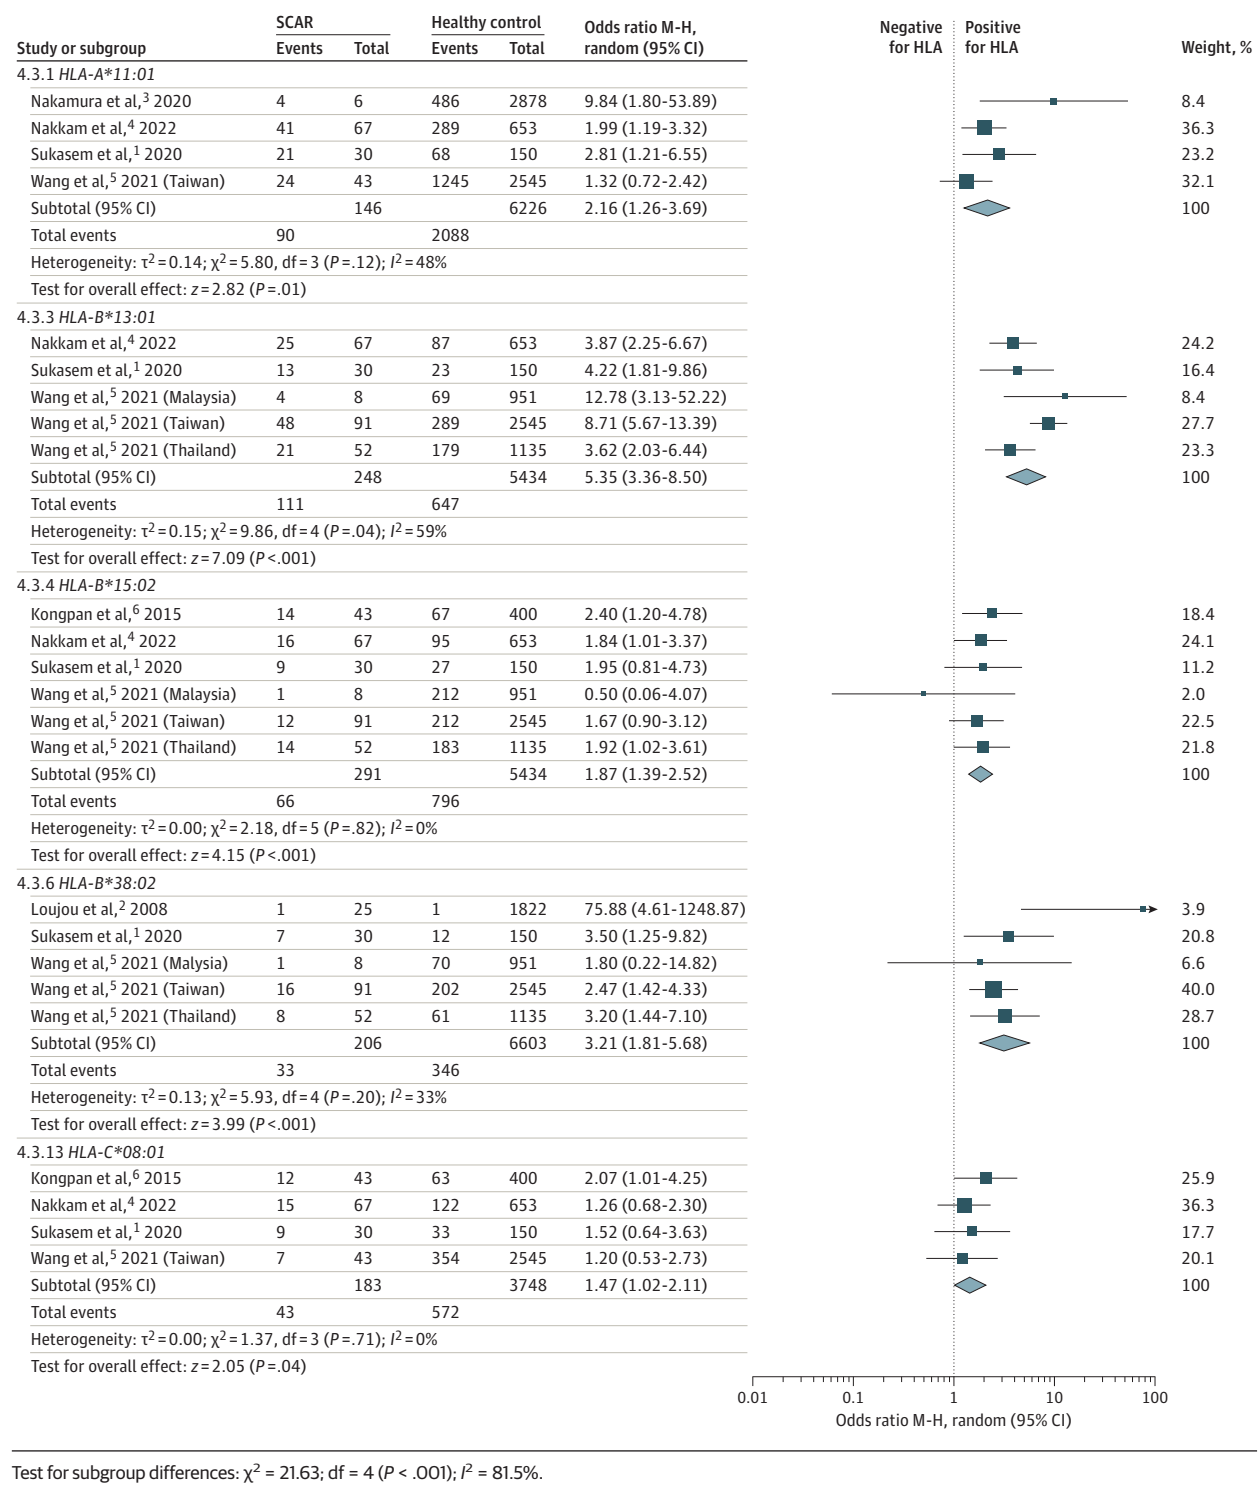 SCAR Healthy control Odds ratio M-H, random (95% CI) Negative for HLA Positive for HLA
Study or subgroup Events Total Events Total Weight, %
4.3.1 HLA-A*11:01
Nakamura et al,3 2020 4 6 486 2878 9.84 (1.80-53.89) 8.4
Nakkam et al,4 2022 41 67 289 653 1.99 (1.19-3.32) 36.3
Sukasem et al,1 2020 21 30 68 150 2.81 (1.21-6.55) 23.2
Wang et al,5 2021 (Taiwan) 24 43 1245 2545 1.32 (0.72-2.42) 32.1
Subtotal (95% CI) 146 6226 2.16 (1.26-3.69) 100
Total events 90 2088
Heterogeneity: τ2=0.14; χ2=5.80, df=3 (P=.12); I2=48%
Test for overall effect: z=2.82 (P=.01)
4.3.3 HLA-B*13:01
Nakkam et al,4 2022 25 67 87 653 3.87 (2.25-6.67) 24.2
Sukasem et al,1 2020 13 30 23 150 4.22 (1.81-9.86) 16.4
Wang et al,5 2021 (Malaysia) 4 8 69 951 12.78 (3.13-52.22) 8.4
Wang et al,5 2021 (Taiwan) 48 91 289 2545 8.71 (5.67-13.39) 27.7
Wang et al,5 2021 (Thailand) 21 52 179 1135 3.62 (2.03-6.44) 23.3
Subtotal (95% CI) 248 5434 5.35 (3.36-8.50) 100
Total events 111 647
Heterogeneity: τ2=0.15; χ2=9.86, df=4 (P=.04); I2=59%
Test for overall effect: z=7.09 (P<.001)
4.3.4 HLA-B*15:02
Kongpan et al,6 2015 14 43 67 400 2.40 (1.20-4.78) 18.4
Nakkam et al,4 2022 16 67 95 653 1.84 (1.01-3.37) 24.1
Sukasem et al,1 2020 9 30 27 150 1.95 (0.81-4.73) 11.2
Wang et al,5 2021 (Malaysia) 1 8 212 951 0.50 (0.06-4.07) 2.0
Wang et al,5 2021 (Taiwan) 12 91 212 2545 1.67 (0.90-3.12) 22.5
Wang et al,5 2021 (Thailand) 14 52 183 1135 1.92 (1.02-3.61) 21.8
Subtotal (95% CI) 291 5434 1.87 (1.39-2.52) 100
Total events 66 796
Heterogeneity: τ2=0.00; χ2=2.18, df=5 (P=.82); I2=0%
Test for overall effect: z=4.15 (P<.001)
4.3.6 HLA-B*38:02
Loujou et al,2 2008 1 25 1 1822 75.88 (4.61-1248.87) 3.9
Sukasem et al,1 2020 7 30 12 150 3.50 (1.25-9.82) 20.8
Wang et al,5 2021 (Malysia) 1 8 70 951 1.80 (0.22-14.82) 6.6
Wang et al,5 2021 (Taiwan) 16 91 202 2545 2.47 (1.42-4.33) 40.0
Wang et al,5 2021 (Thailand) 8 52 61 1135 3.20 (1.44-7.10) 28.7
Subtotal (95% CI) 206 6603 3.21 (1.81-5.68) 100
Total events 33 346
Heterogeneity: τ2=0.13; χ2=5.93, df=4 (P=.20); I2=33%
Test for overall effect: z=3.99 (P<.001)
4.3.13 HLA-C*08:01
Kongpan et al,6 2015 12 43 63 400 2.07 (1.01-4.25) 25.9
Nakkam et al,4 2022 15 67 122 653 1.26 (0.68-2.30) 36.3
Sukasem et al,1 2020 9 30 33 150 1.52 (0.64-3.63) 17.7
Wang et al,5 2021 (Taiwan) 7 43 354 2545 1.20 (0.53-2.73) 20.1
Subtotal (95% CI) 183 3748 1.47 (1.02-2.11) 100
Total events 43 572
Heterogeneity: τ2=0.00; χ2=1.37, df=3 (P=.71); I2=0%
Test for overall effect: z=2.05 (P=.04)
0.01 0.1 1 10 100
Odds ratio M-H, random (95% CI)
Test for subgroup differences: χ2 = 21.63; df = 4 (P < .001); I2 = 81.5%.